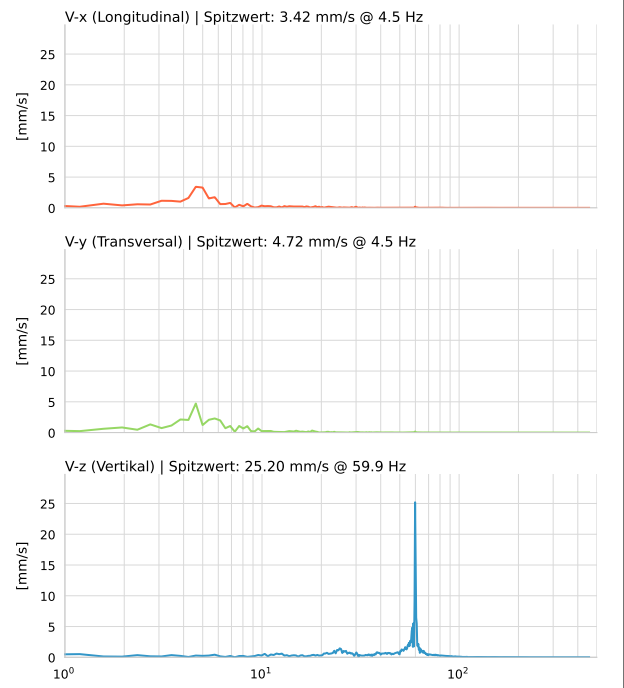 V-x (Longitudinal) | Spitzwert: 3.42 mm/s @ 4.5 Hz
25
20
15
10
5
0
[mm/s]
V-y (Transversal) | Spitzwert: 4.72 mm/s @ 4.5 Hz
25
20
15
10
5
0
[mm/s]
V-z (Vertikal) | Spitzwert: 25.20 mm/s @ 59.9 Hz
25
20
15
10
5
0
[mm/s]
10⁰ 10¹ 10²